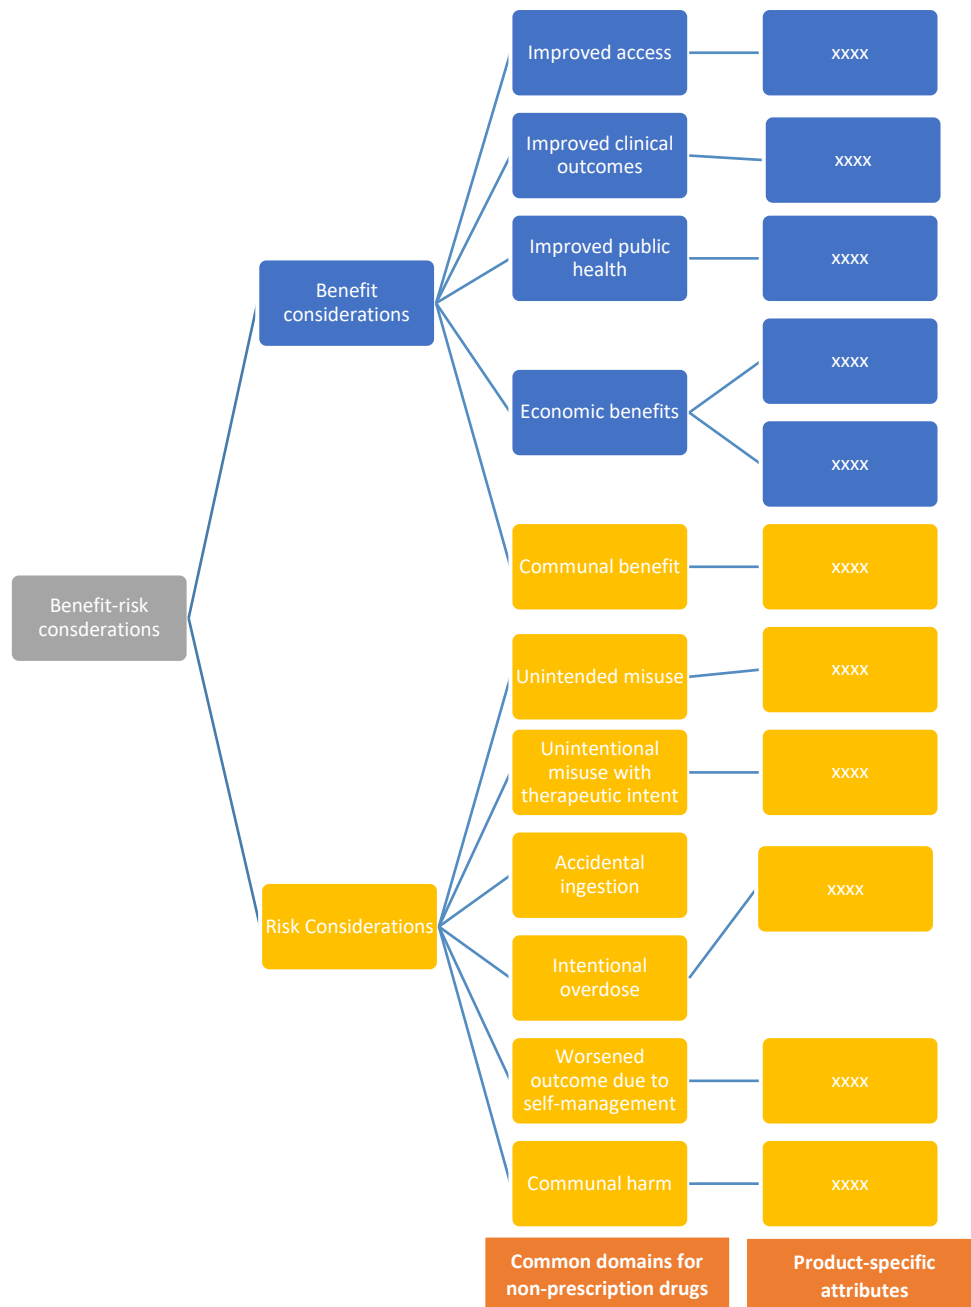 Improved access
xxxx
Improved clinical
outcomes
xxxx
Improved public
health
xxxx
Benefit
considerations
xxxx
Economic benefits
xxxx
Communal benefit
xxxx
Benefit-risk
consderations
Unintended misuse
xxxx
Unintentional
misuse with
therapeutic intent
xxxx
Accidental
ingestion
xxxx
Risk Considerations
Intentional
overdose
Worsened
outcome due to
self-management
xxxx
Communal harm
xxxx
Common domains for
non-prescription drugs
Product-specific
attributes